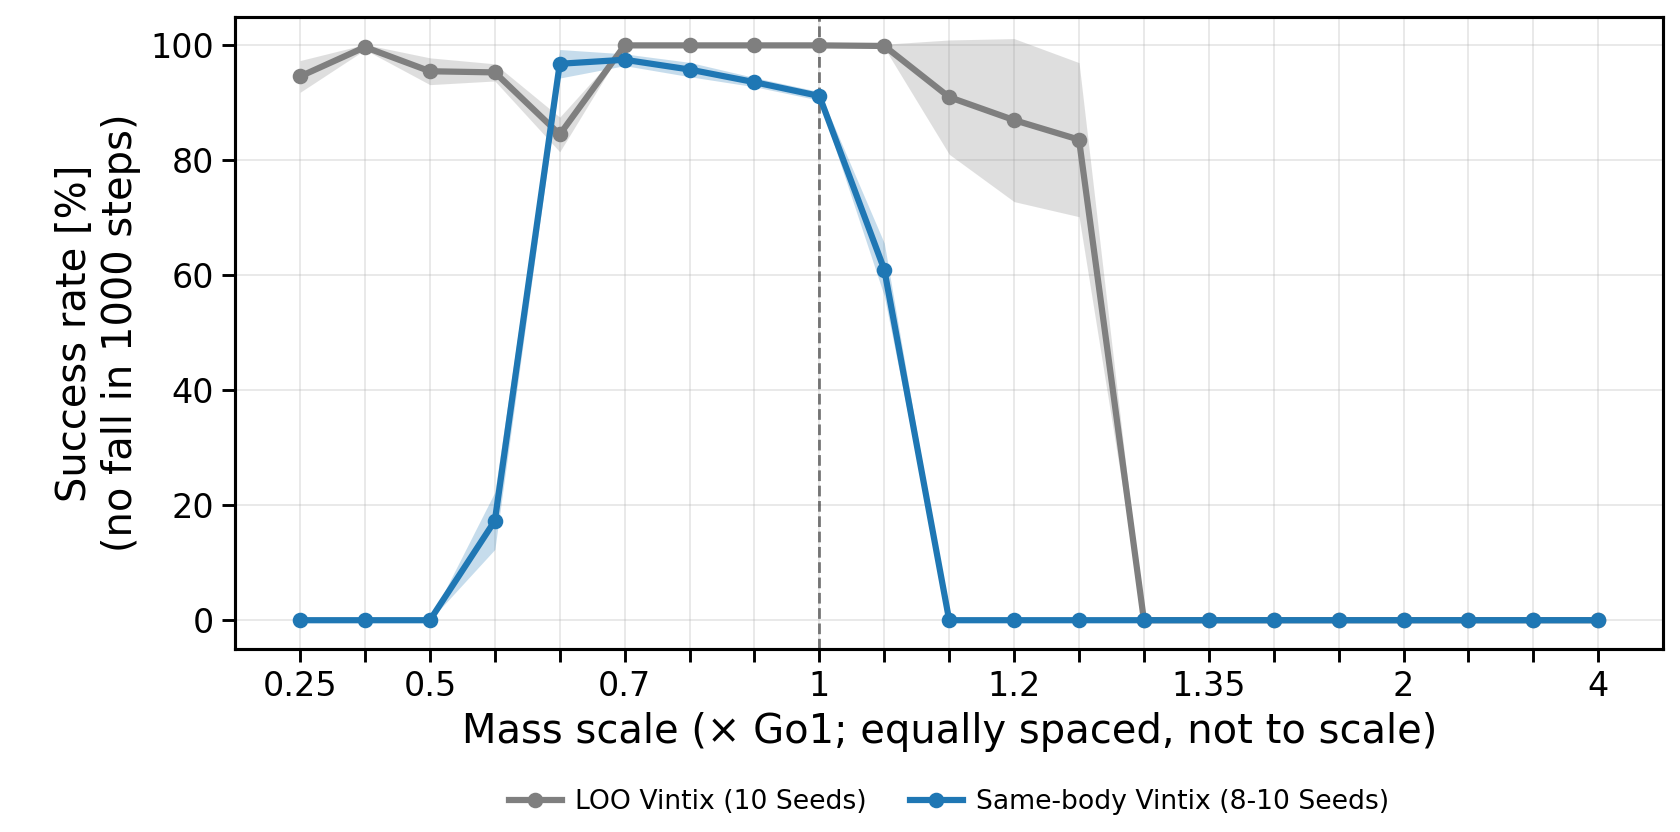 Success rate [%]
(no fall in 1000 steps)
100
80
60
40
20
0
0.25 0.5 0.7 1 1.2 1.35 2 4
Mass scale (× Go1; equally spaced, not to scale)
LOO Vintix (10 Seeds) Same-body Vintix (8-10 Seeds)